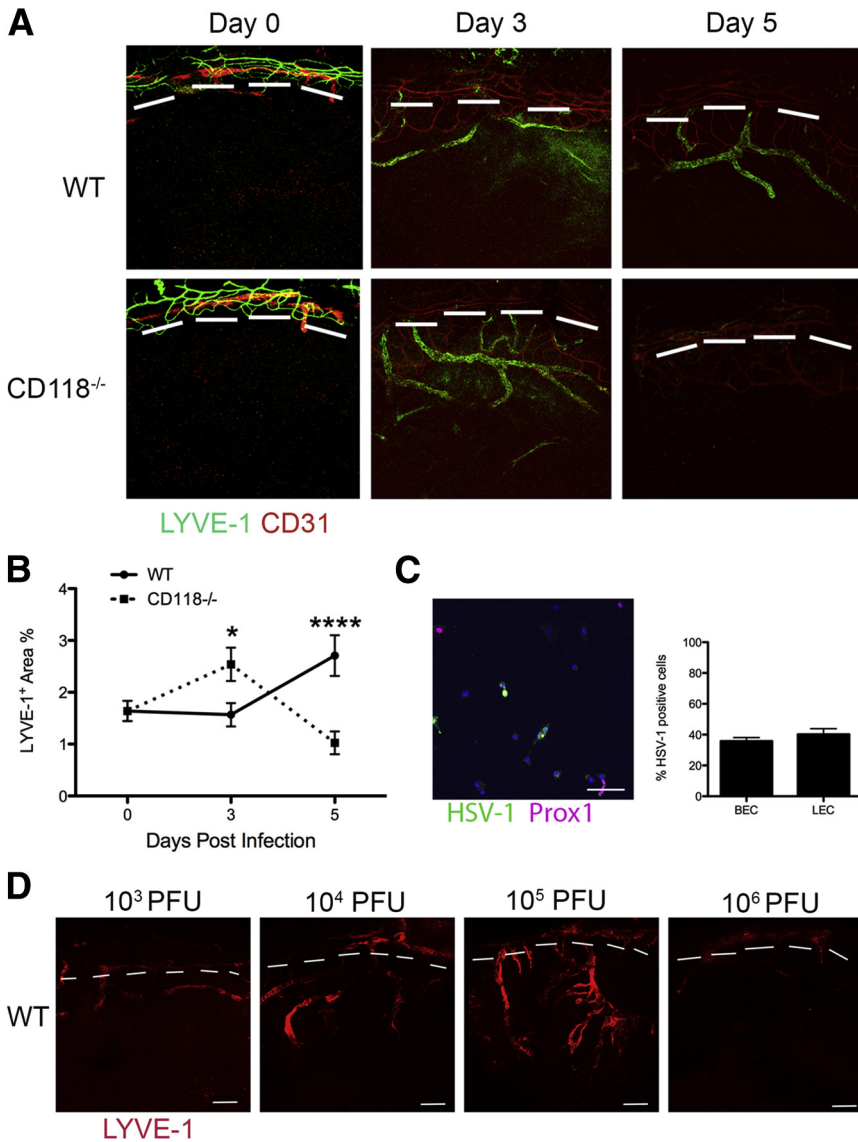 A
Day 0 Day 3 Day 5
WT
CD118-/-
LYVE-1 CD31
B
WT
CD118-/-
LYVE-1+ Area %
4
3
2
1
0
*
****
0 3 5
Days Post Infection
C
HSV-1 Prox1
% HSV-1 positive cells
100
80
60
40
20
0
BEC LEC
D
10³ PFU 10⁴ PFU 10⁵ PFU 10⁶ PFU
WT
LYVE-1